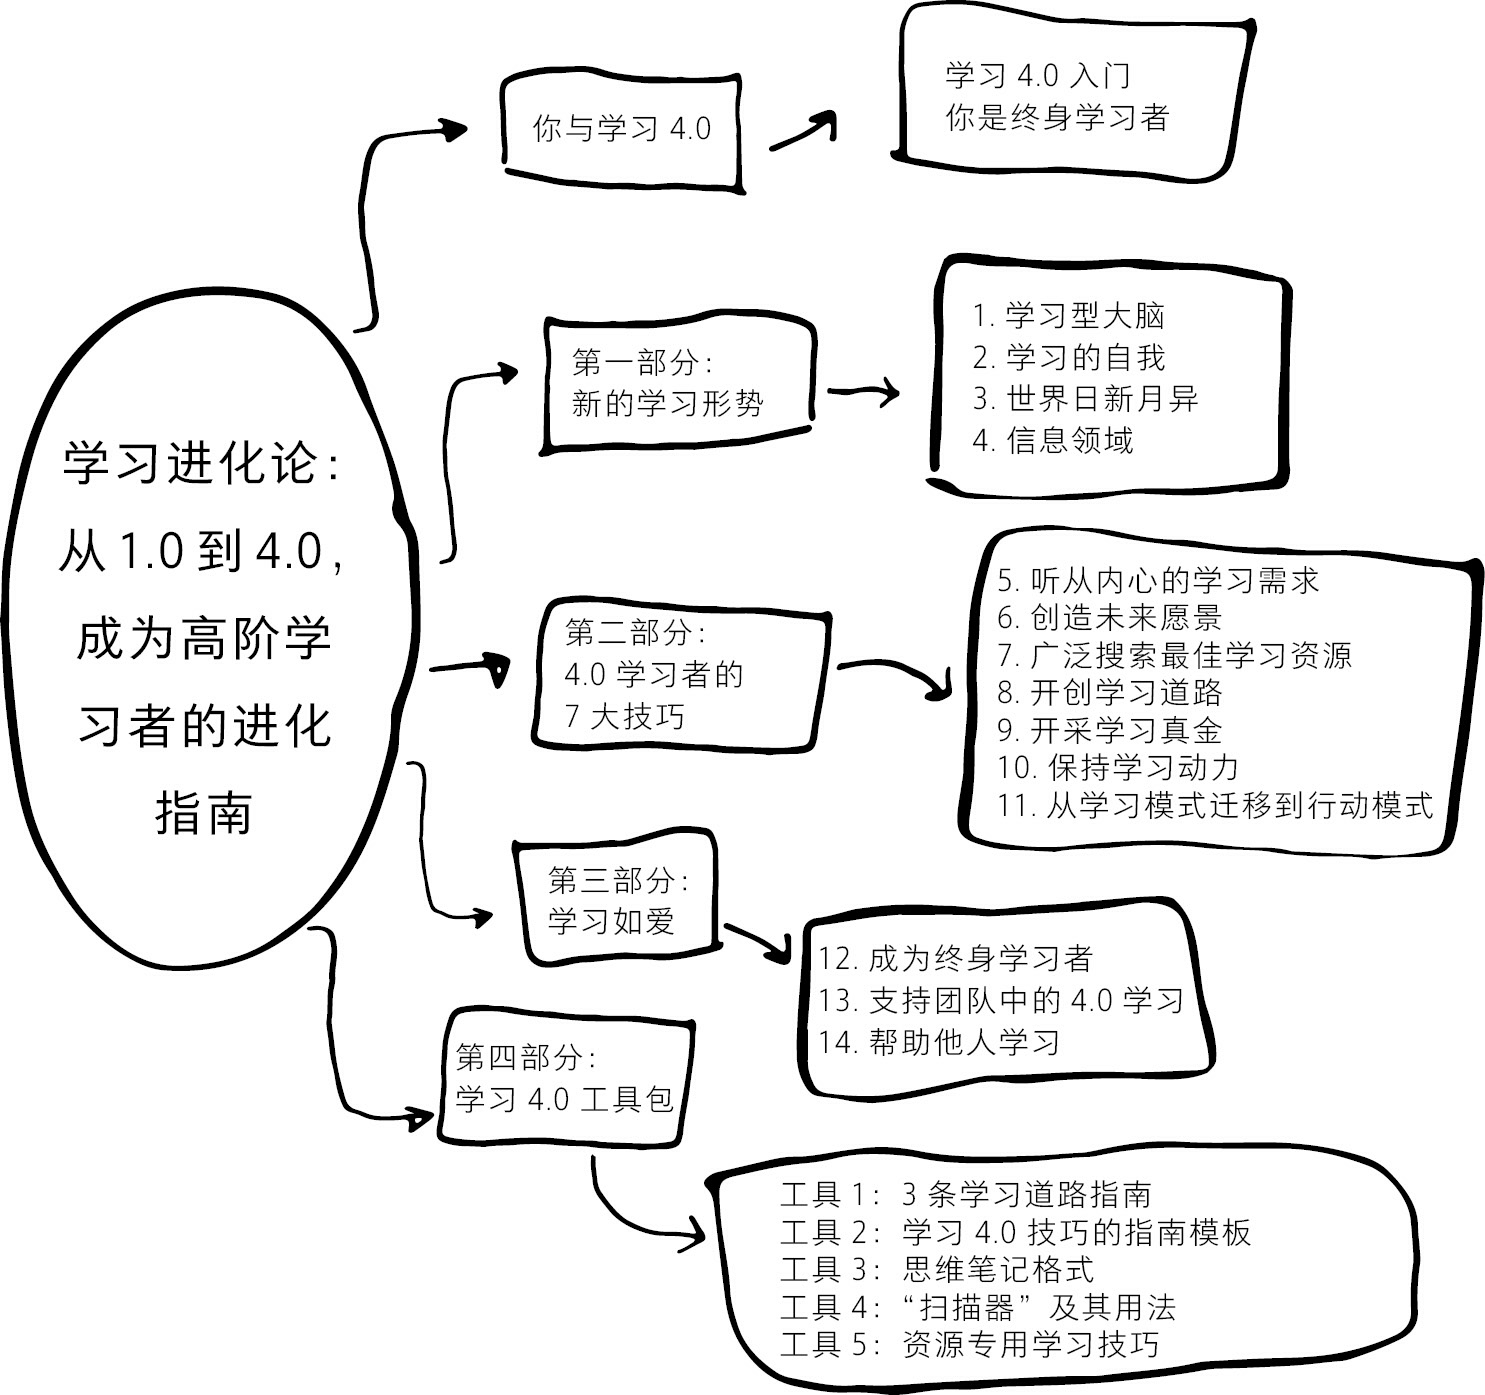 学习进化论：
从 1.0 到 4.0，
成为高阶学
习者的进化
指南
你与学习 4.0
学习 4.0 入门
你是终身学习者
第一部分：
新的学习形势
1. 学习型大脑
2. 学习的自我
3. 世界日新月异
4. 信息领域
第二部分：
4.0 学习者的
7 大技巧
5. 听从内心的学习需求
6. 创造未来愿景
7. 广泛搜索最佳学习资源
8. 开创学习道路
9. 开采学习真金
10. 保持学习动力
11. 从学习模式迁移到行动模式
第三部分：
学习如爱
12. 成为终身学习者
13. 支持团队中的 4.0 学习
14. 帮助他人学习
第四部分：
学习 4.0 工具包
工具 1：3 条学习道路指南
工具 2：学习 4.0 技巧的指南模板
工具 3：思维笔记格式
工具 4：“扫描器”及其用法
工具 5：资源专用学习技巧